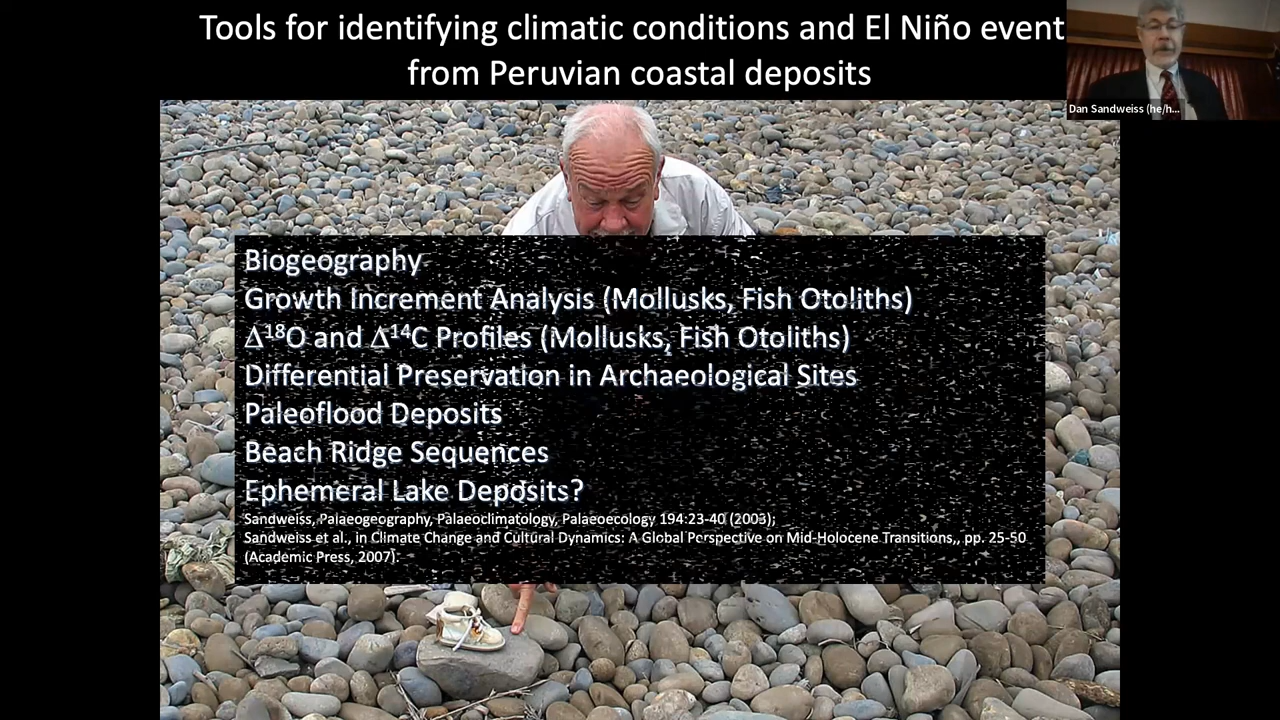 Tools for identifying climatic conditions and El Niño event
from Peruvian coastal deposits
Dan Sandweiss (he/h...
Biogeography
Growth Increment Analysis (Mollusks, Fish Otoliths)
Δ¹⁸O and Δ¹⁴C Profiles (Mollusks, Fish Otoliths)
Differential Preservation in Archaeological Sites
Paleoflood Deposits
Beach Ridge Sequences
Ephemeral Lake Deposits?
Sandweiss, Palaeogeography, Palaeoclimatology, Palaeoecology 194:23-40 (2003);
Sandweiss et al., in Climate Change and Cultural Dynamics: A Global Perspective on Mid-Holocene Transitions,, pp. 25-50
(Academic Press, 2007).